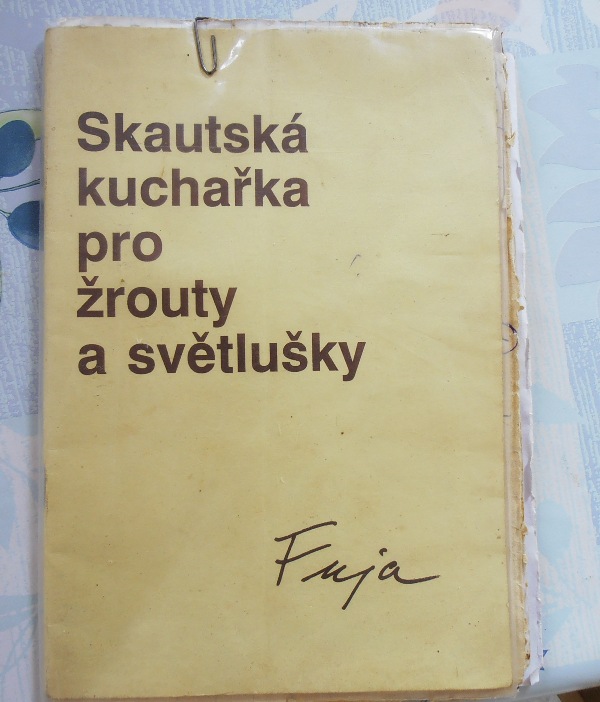 Skautská
kuchařka
pro
žrouty
a světlušky
Fuja